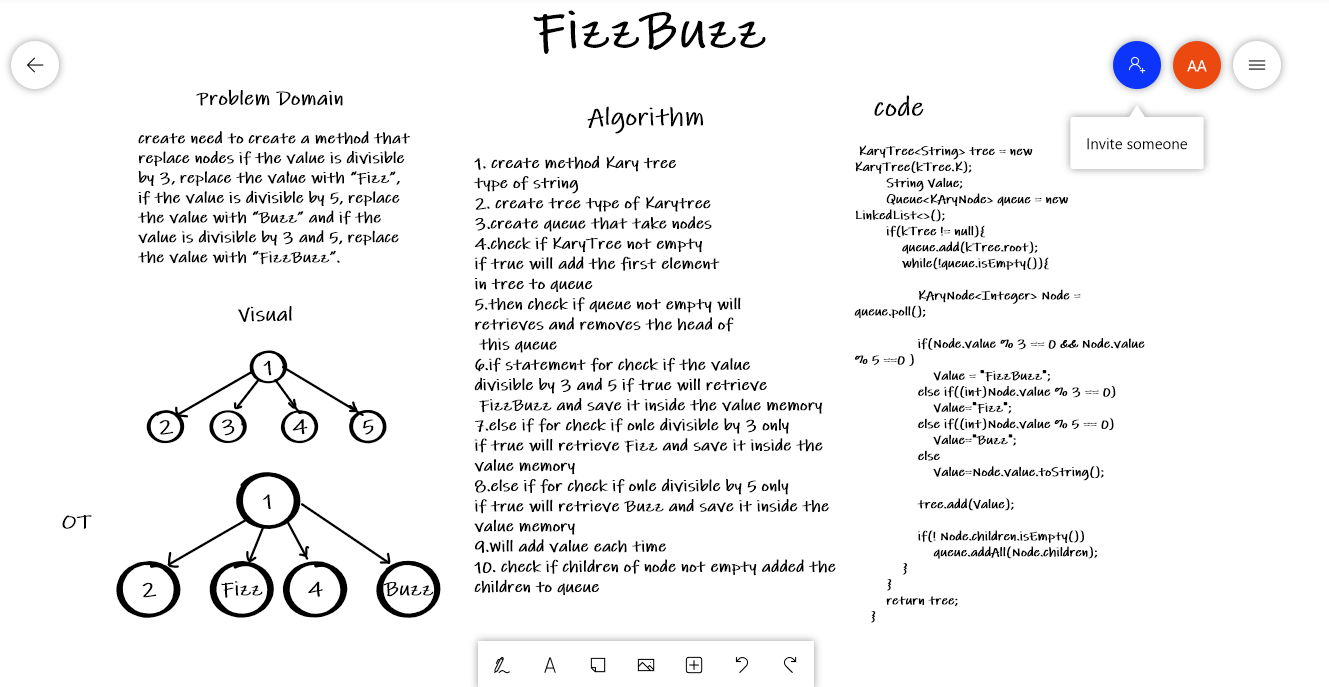 FizzBuzz
AA
Invite someone
Problem Domain
create need to create a method that
replace nodes if the value is divisible
by 3, replace the value with "Fizz",
if the value is divisible by 5, replace
the value with "Buzz" and if the
value is divisible by 3 and 5, replace
the value with "FizzBuzz".
Visual
1
2 3 4 5
OT
1
2 Fizz 4 Buzz
Algorithm
1. create method Kary tree
type of string
2. create tree type of Karytree
3.create queue that take nodes
4.check if KaryTree not empty
if true will add the first element
in tree to queue
5.then check if queue not empty will
retrieves and removes the head of
this queue
6.if statement for check if the value
divisible by 3 and 5 if true will retrieve
FizzBuzz and save it inside the value memory
7.else if for check if onle divisible by 3 only
if true will retrieve Fizz and save it inside the
value memory
8.else if for check if onle divisible by 5 only
if true will retrieve Buzz and save it inside the
value memory
9.will add value each time
10. check if children of node not empty added the
children to queue
code
KaryTree<String> tree = new
KaryTree(kTree.K);
String Value;
Queue<KAryNode> queue = new
LinkedList<>();
if(kTree != null){
queue.add(kTree.root);
while(!queue.isEmpty()){
KAryNode<Integer> Node =
queue.poll();
if(Node.value % 3 == 0 && Node.value
% 5 ==0 )
Value = "FizzBuzz";
else if((int)Node.value % 3 == 0)
Value="Fizz";
else if((int)Node.value % 5 == 0)
Value="Buzz";
else
Value=Node.value.toString();
tree.add(Value);
if(! Node.children.isEmpty())
queue.addAll(Node.children);
}
}
return tree;
}
A